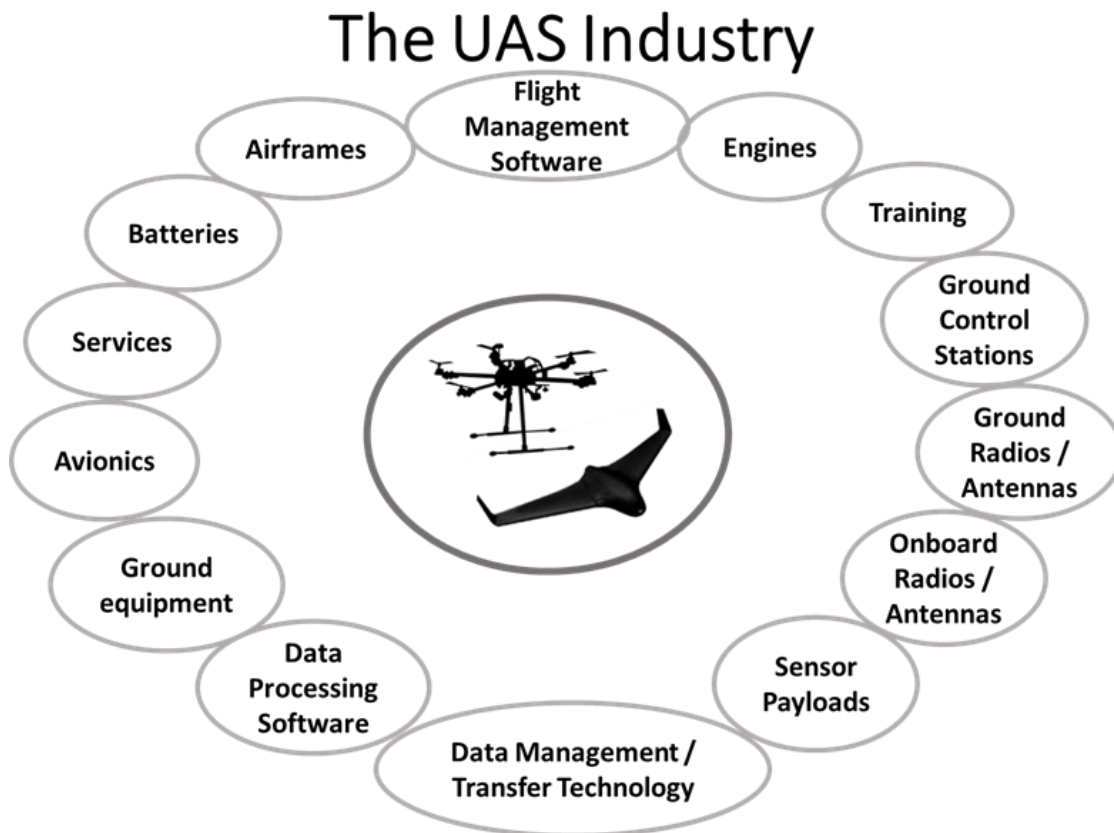 The UAS Industry
Flight
Management
Software
Engines
Training
Ground
Control
Stations
Ground
Radios /
Antennas
Onboard
Radios /
Antennas
Sensor
Payloads
Data Management /
Transfer Technology
Data
Processing
Software
Ground
equipment
Avionics
Services
Batteries
Airframes